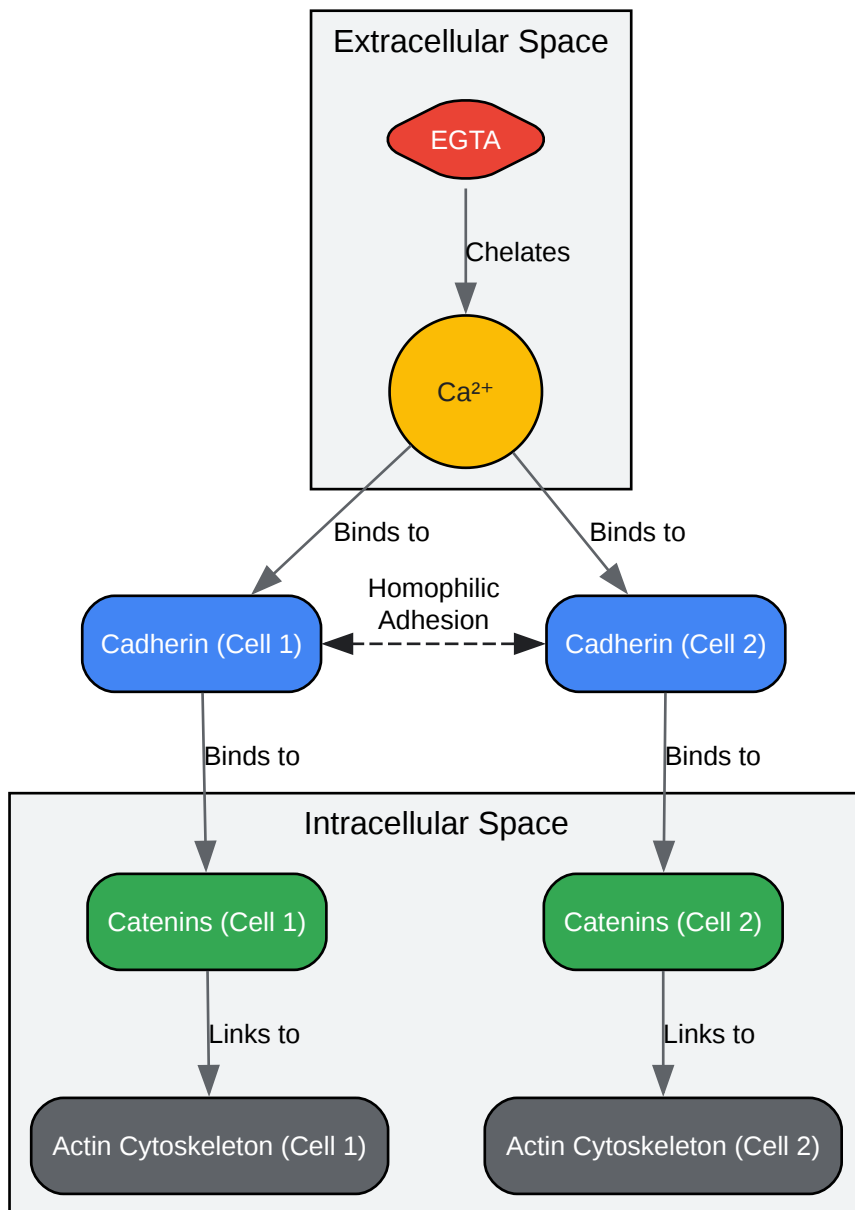 Extracellular Space
EGTA
Chelates
Ca²⁺
Binds to
Binds to
Homophilic
Adhesion
Cadherin (Cell 1)
Cadherin (Cell 2)
Binds to
Binds to
Intracellular Space
Catenins (Cell 1)
Catenins (Cell 2)
Links to
Links to
Actin Cytoskeleton (Cell 1)
Actin Cytoskeleton (Cell 2)